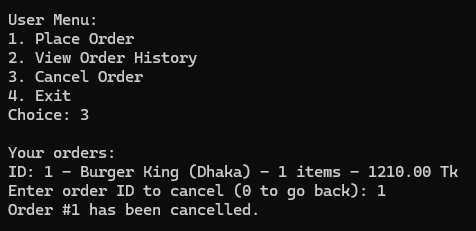 User Menu:
1. Place Order
2. View Order History
3. Cancel Order
4. Exit
Choice: 3

Your orders:
ID: 1 - Burger King (Dhaka) - 1 items - 1210.00 Tk
Enter order ID to cancel (0 to go back): 1
Order #1 has been cancelled.